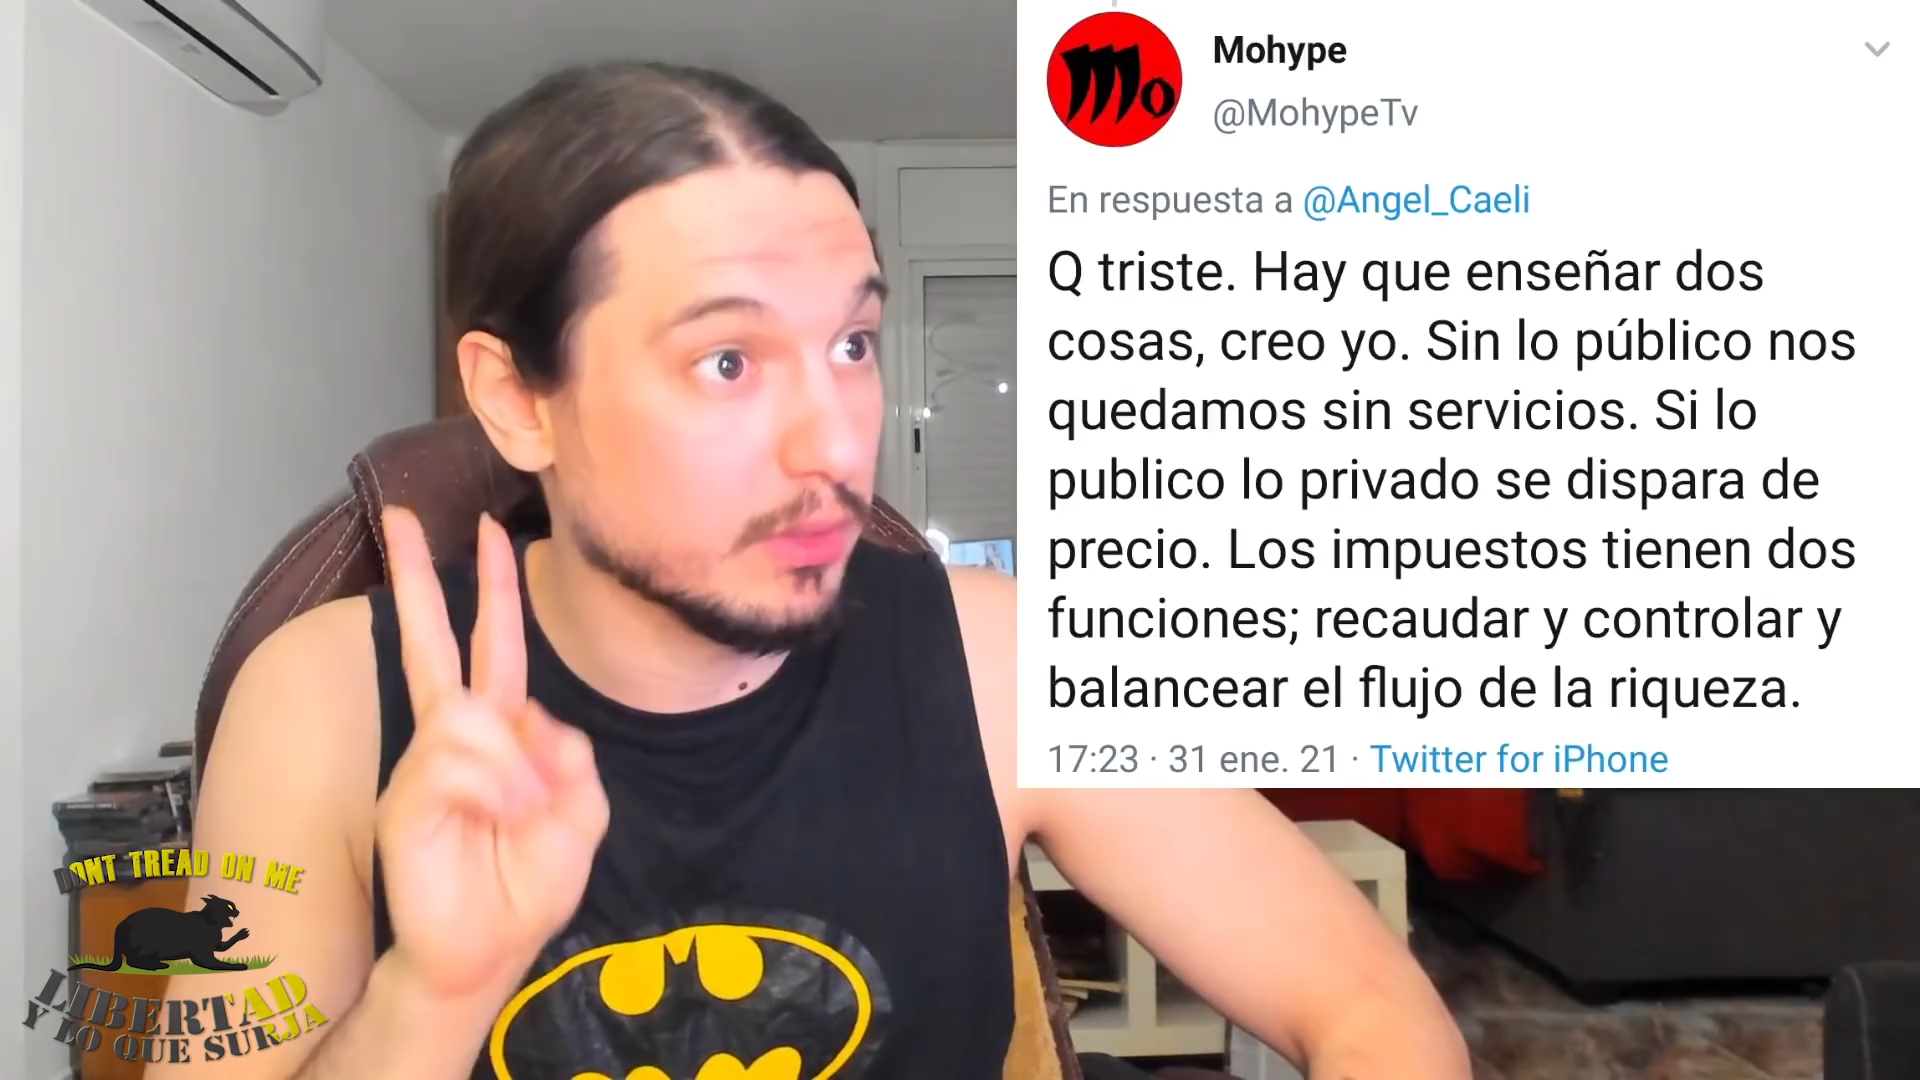 Mo
Mohype
@MohypeTv
En respuesta a @Angel_Caeli
Q triste. Hay que enseñar dos
cosas, creo yo. Sin lo público nos
quedamos sin servicios. Si lo
publico lo privado se dispara de
precio. Los impuestos tienen dos
funciones; recaudar y controlar y
balancear el flujo de la riqueza.
17:23 · 31 ene. 21 · Twitter for iPhone
DONT TREAD ON ME
LIBERTAD
Y LO QUE SURJA